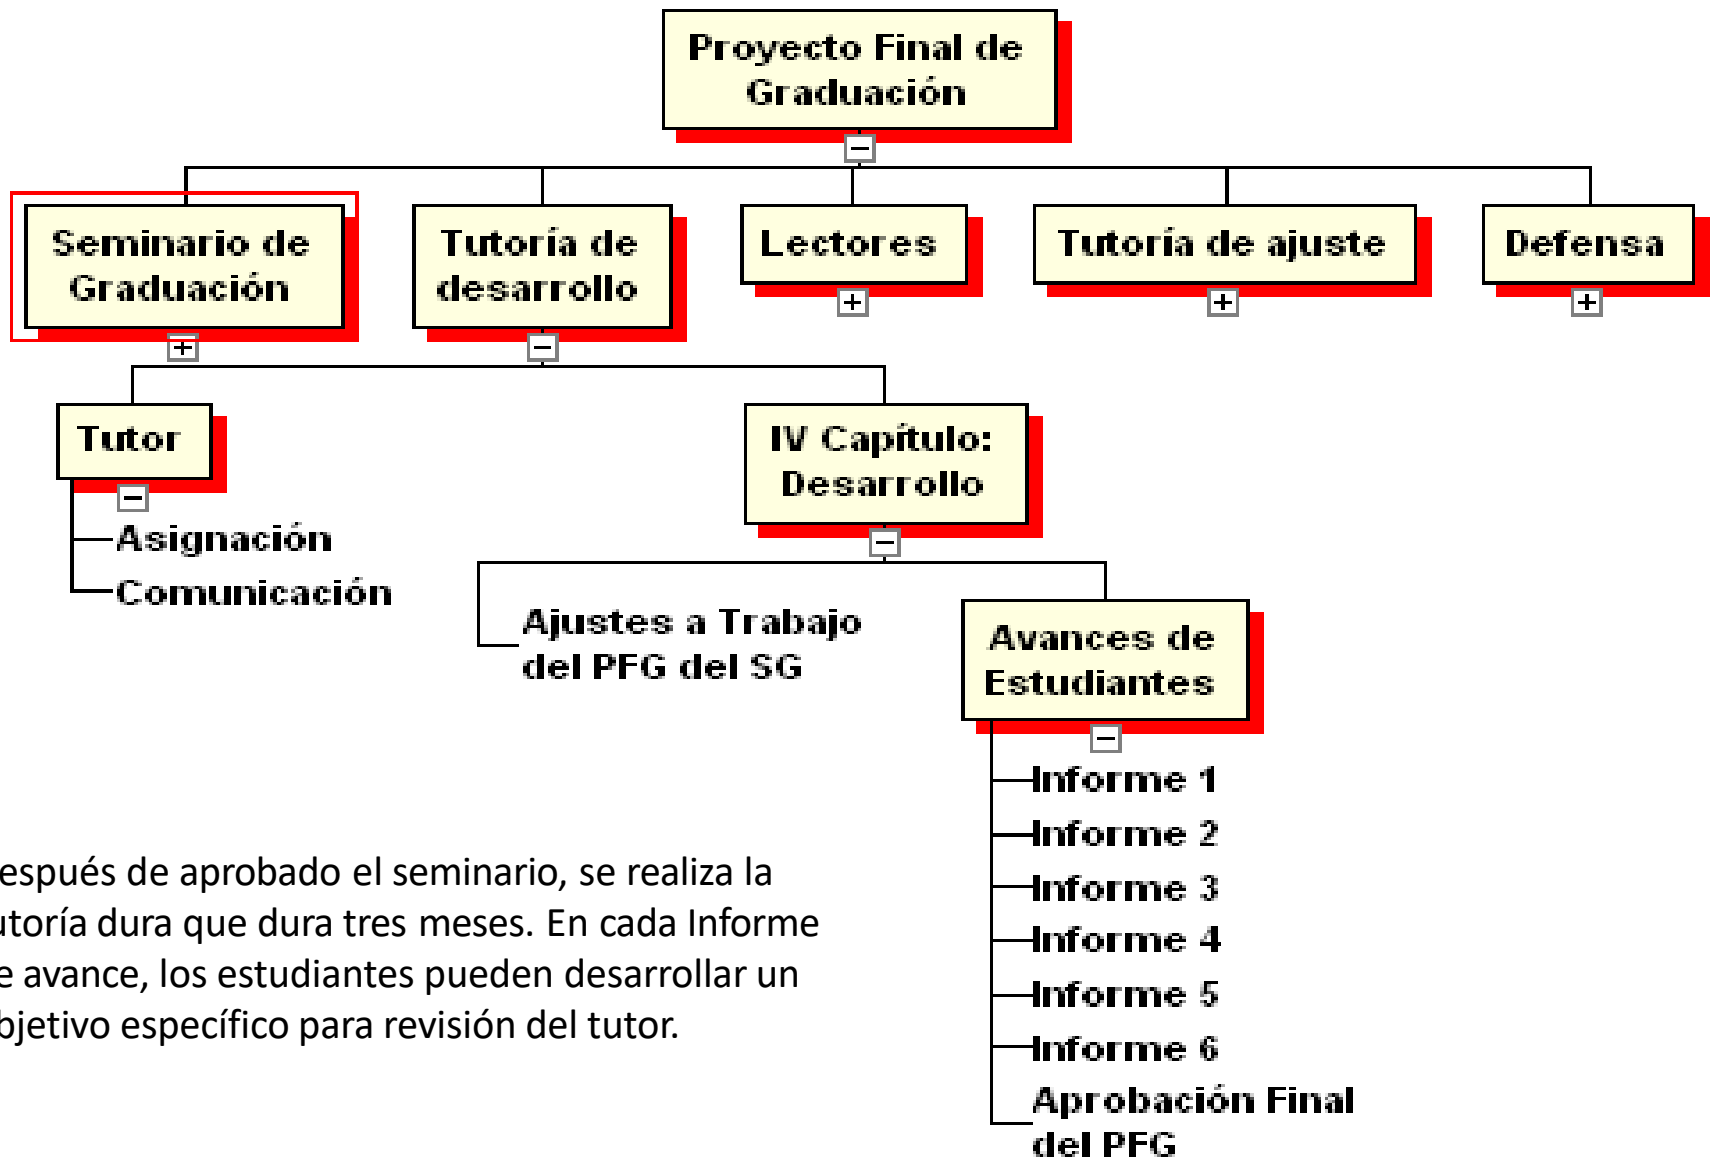 Proyecto Final de
Graduación
Seminario de
Graduación
Tutoría de
desarrollo
Lectores
Tutoría de ajuste
Defensa
Tutor
Asignación
Comunicación
IV Capítulo:
Desarrollo
Ajustes a Trabajo
del PFG del SG
Avances de
Estudiantes
Informe 1
Informe 2
Informe 3
Informe 4
Informe 5
Informe 6
Aprobación Final
del PFG
espués de aprobado el seminario, se realiza la
utoría dura que dura tres meses. En cada Informe
e avance, los estudiantes pueden desarrollar un
bjetivo específico para revisión del tutor.